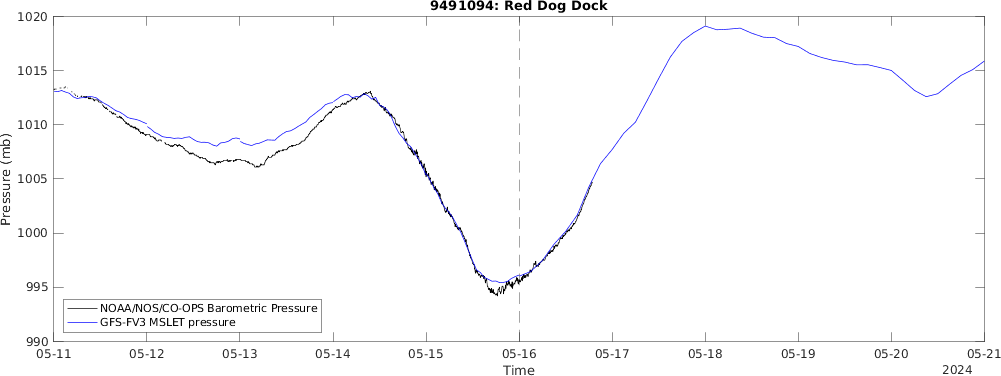 9491094: Red Dog Dock
1020
1015
1010
1005
1000
995
990
Pressure (mb)
NOAA/NOS/CO-OPS Barometric Pressure
GFS-FV3 MSLET pressure
05-11 05-12 05-13 05-14 05-15 05-16 05-17 05-18 05-19 05-20 05-21
Time
2024